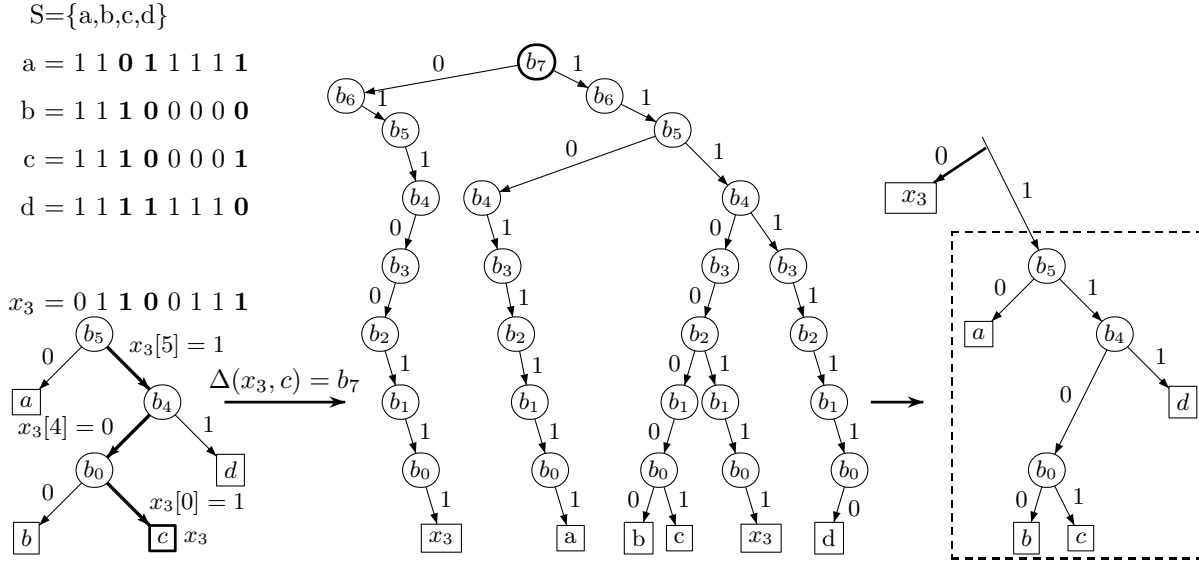 S={a,b,c,d}
a = 1 1 0 1 1 1 1 1
b = 1 1 1 0 0 0 0 0
c = 1 1 1 0 0 0 0 1
d = 1 1 1 1 1 1 1 0
x₃ = 0 1 1 0 0 1 1 1
b₅
0
x₃[5] = 1
a
b₄
x₃[4] = 0
1
b₀
d
0
x₃[0] = 1
b
c
x₃
Δ(x₃, c) = b₇
b₇
0
1
b₆
1
b₆
1
b₅
b₅
1
0
1
b₄
b₄
b₄
0
1
0
1
b₃
b₃
b₃
b₃
0
1
0
1
b₂
b₂
b₂
b₂
1
1
0
1
1
b₁
b₁
b₁
b₁
b₁
1
1
0
1
0
b₀
b₀
b₀
b₀
b₀
1
1
0
1
1
0
x₃
a
b
c
x₃
d
0
x₃
1
b₅
0
1
a
b₄
0
1
d
b₀
0
1
b
c